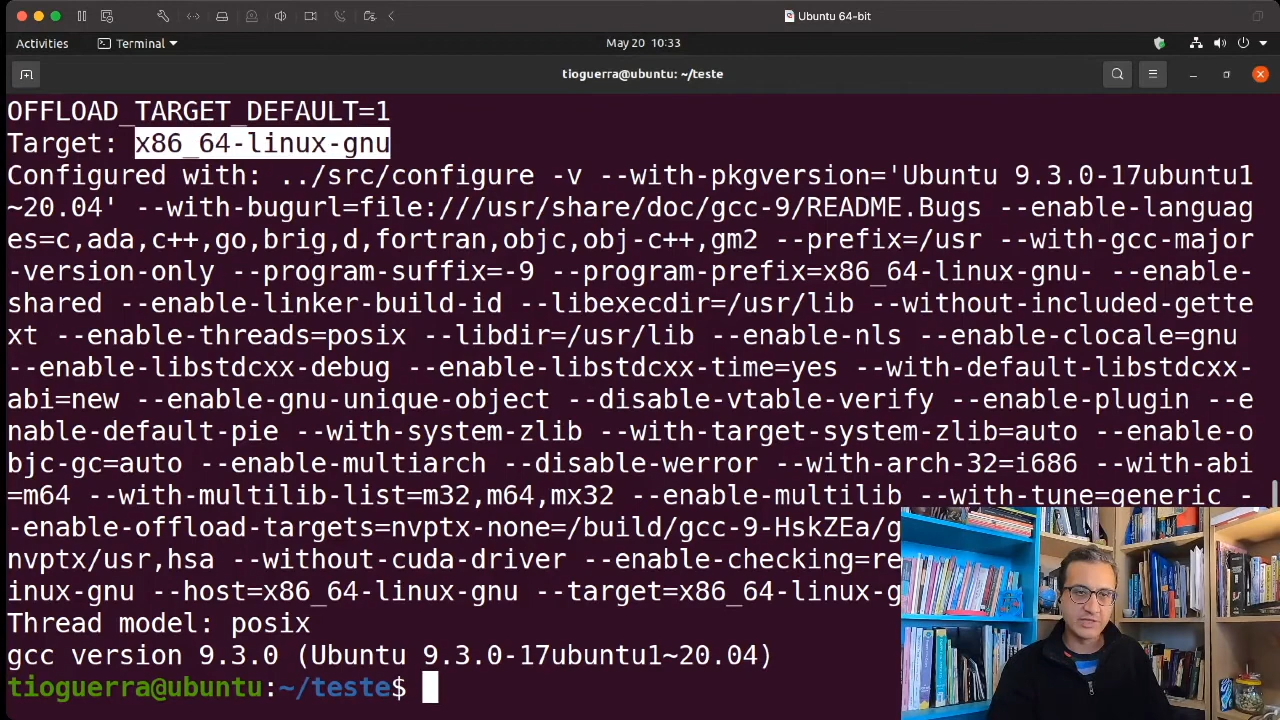 Ubuntu 64-bit
Activities
Terminal
May 20 10:33
tioguerra@ubuntu: ~/teste
OFFLOAD_TARGET_DEFAULT=1
Target: x86_64-linux-gnu
Configured with: ../src/configure -v --with-pkgversion='Ubuntu 9.3.0-17ubuntu1
~20.04' --with-bugurl=file:///usr/share/doc/gcc-9/README.Bugs --enable-languag
es=c,ada,c++,go,brig,d,fortran,objc,obj-c++,gm2 --prefix=/usr --with-gcc-major
-version-only --program-suffix=-9 --program-prefix=x86_64-linux-gnu- --enable-
shared --enable-linker-build-id --libexecdir=/usr/lib --without-included-gette
xt --enable-threads=posix --libdir=/usr/lib --enable-nls --enable-clocale=gnu
--enable-libstdcxx-debug --enable-libstdcxx-time=yes --with-default-libstdcxx-
abi=new --enable-gnu-unique-object --disable-vtable-verify --enable-plugin --e
nable-default-pie --with-system-zlib --with-target-system-zlib=auto --enable-o
bjc-gc=auto --enable-multiarch --disable-werror --with-arch-32=i686 --with-abi
=m64 --with-multilib-list=m32,m64,mx32 --enable-multilib --with-tune=generic -
-enable-offload-targets=nvptx-none=/build/gcc-9-HskZEa/g
nvptx/usr,hsa --without-cuda-driver --enable-checking=re
inux-gnu --host=x86_64-linux-gnu --target=x86_64-linux-g
Thread model: posix
gcc version 9.3.0 (Ubuntu 9.3.0-17ubuntu1~20.04)
tioguerra@ubuntu:~/teste$